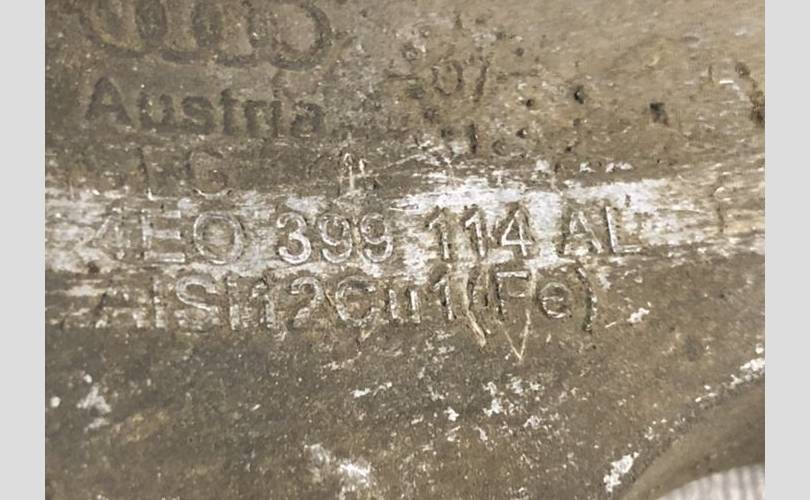 Austria
4E0 399 114 AL
AlSi12Cu1(Fe)